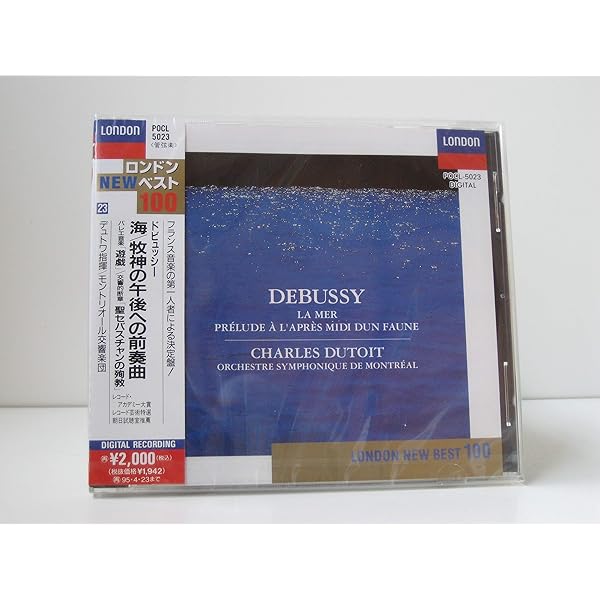 LONDON
POCL
5023
〈管弦楽〉
ロンドン
NEWベスト
100
23
フランス音楽の第一人者による決定盤!
ドビュッシー
海/牧神の午後への前奏曲
バレエ音楽 遊戯/交響的断章 聖セバスチャンの殉教
デュトワ指揮/モントリオール交響楽団
レコード・
アカデミー大賞
レコード芸術特選
朝日試聴室推薦
DIGITAL RECORDING
¥2,000(税込)
(税抜価格¥1,942)
95・4・23まで
LONDON
POCL-5023
DIGITAL
DEBUSSY
LA MER
PRÉLUDE À L'APRÈS MIDI DUN FAUNE
CHARLES DUTOIT
ORCHESTRE SYMPHONIQUE DE MONTRÉAL
LONDON NEW BEST 100